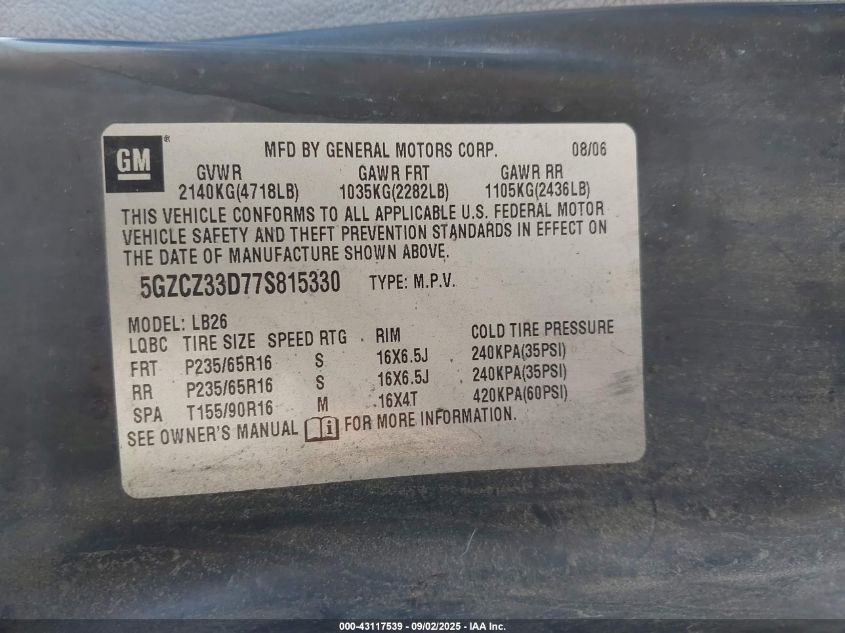 GM ®
MFD BY GENERAL MOTORS CORP. 08/06
GVWR GAWR FRT GAWR RR
2140KG(4718LB) 1035KG(2282LB) 1105KG(2436LB)
THIS VEHICLE CONFORMS TO ALL APPLICABLE U.S. FEDERAL MOTOR
VEHICLE SAFETY AND THEFT PREVENTION STANDARDS IN EFFECT ON
THE DATE OF MANUFACTURE SHOWN ABOVE.
5GZCZ33D77S815330 TYPE: M.P.V.
MODEL: LB26
LQBC TIRE SIZE SPEED RTG RIM COLD TIRE PRESSURE
FRT P235/65R16 S 16X6.5J 240KPA(35PSI)
RR P235/65R16 S 16X6.5J 240KPA(35PSI)
SPA T155/90R16 M 16X4T 420KPA(60PSI)
SEE OWNER'S MANUAL i FOR MORE INFORMATION.
000-43117539 - 09/02/2025 - IAA Inc.